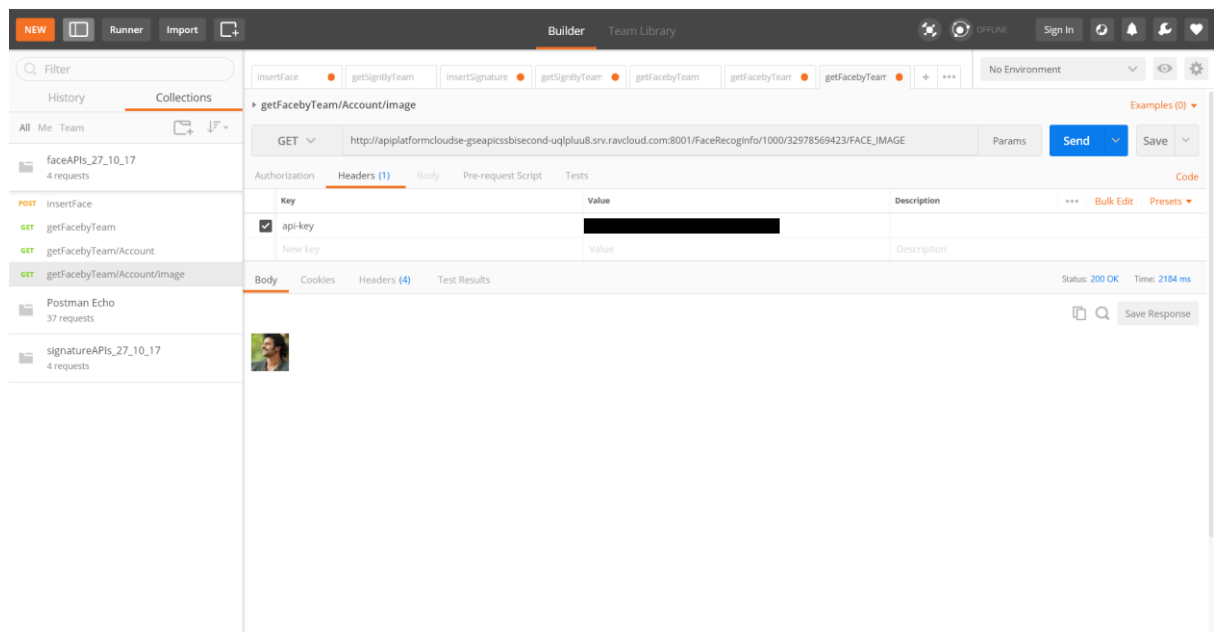 NEW Runner Import Builder Team Library OFFLINE Sign In
Filter
History Collections
All Me Team
faceAPIs_27_10_17
4 requests
POST insertFace
GET getFacebyTeam
GET getFacebyTeam/Account
GET getFacebyTeam/Account/image
Postman Echo
37 requests
signatureAPIs_27_10_17
4 requests
insertFace getSignByTeam insertSignature getSignByTeam getFacebyTeam getFacebyTearr getFacebyTearr + No Environment
getFacebyTeam/Account/image Examples (0)
GET http://apiplatformcloudse-gseapicssbisecond-uqlpluu8.srv.ravcloud.com:8001/FaceRecogInfo/1000/32978569423/FACE_IMAGE Params Send Save
Authorization Headers (1) Body Pre-request Script Tests Code
Key Value Description Bulk Edit Presets
api-key
New key Value Description
Body Cookies Headers (4) Test Results Status: 200 OK Time: 2184 ms
Save Response